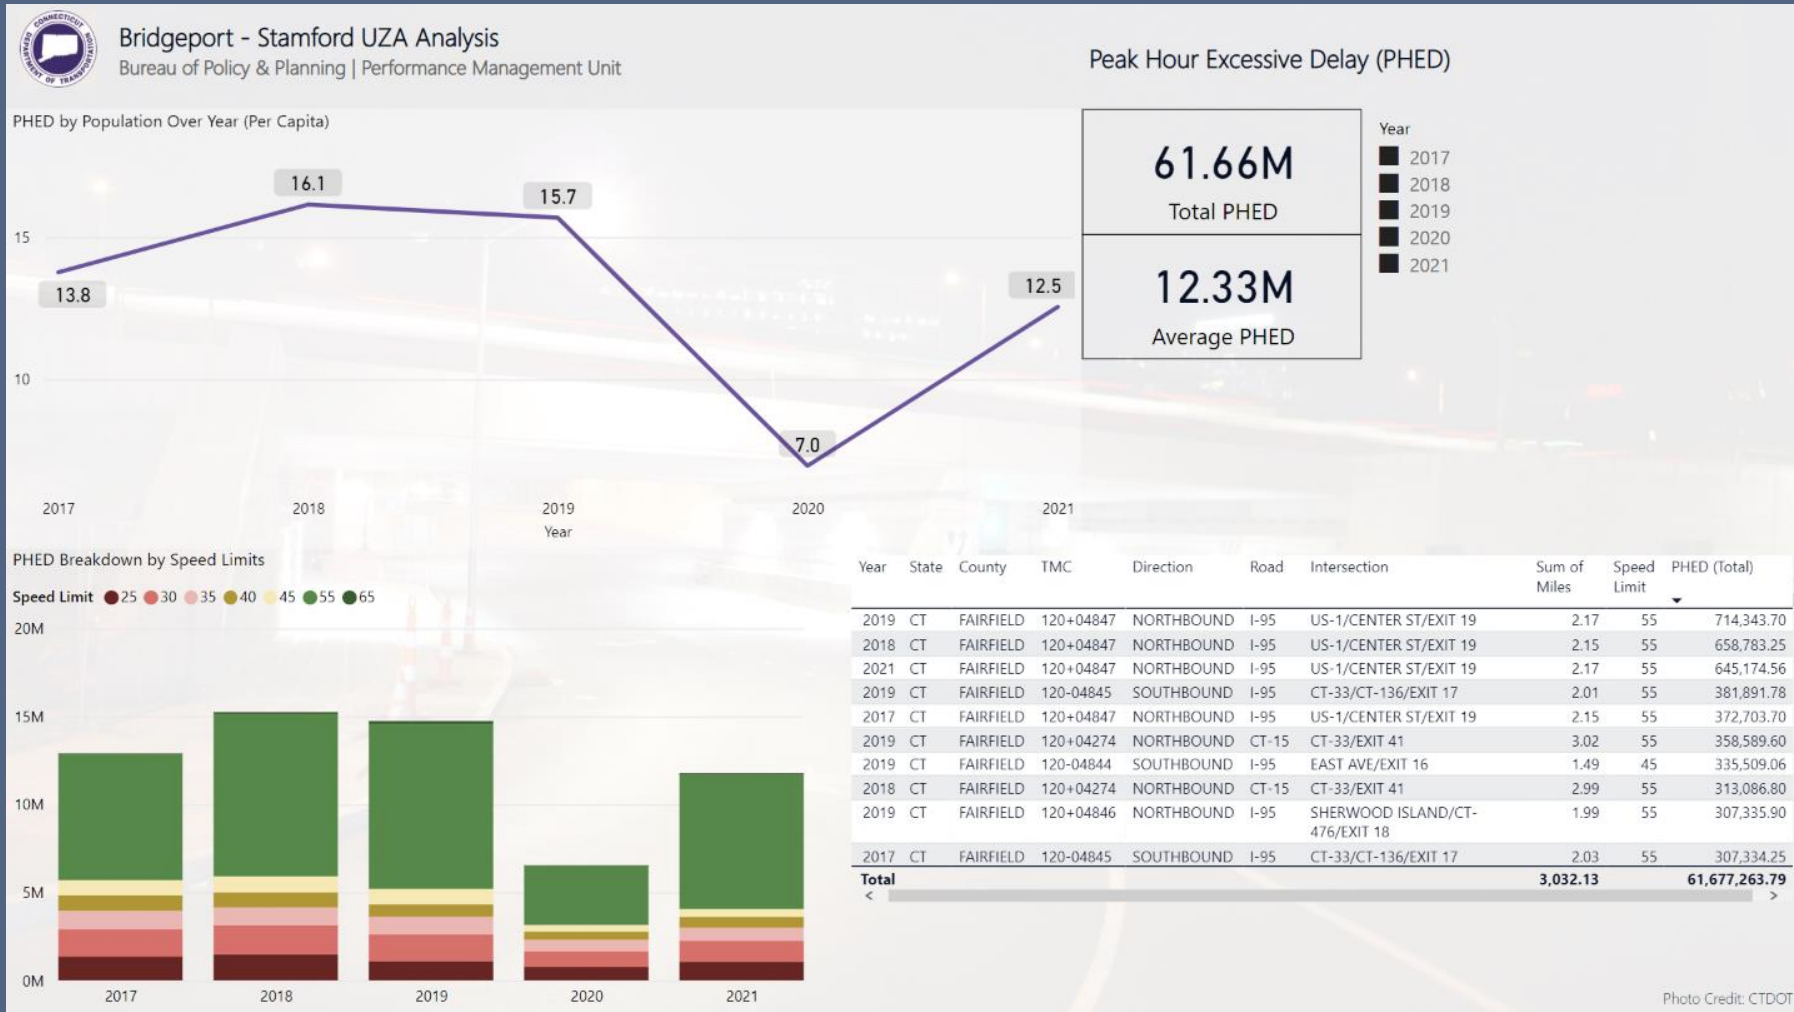 CONNECTICUT
DEPARTMENT OF TRANSPORTATION
Bridgeport - Stamford UZA Analysis
Bureau of Policy & Planning | Performance Management Unit
Peak Hour Excessive Delay (PHED)
PHED by Population Over Year (Per Capita)
15
10
13.8
16.1
15.7
7.0
12.5
2017 2018 2019 2020 2021
Year
61.66M
Total PHED
12.33M
Average PHED
Year
2017
2018
2019
2020
2021
PHED Breakdown by Speed Limits
Speed Limit 25 30 35 40 45 55 65
20M
15M
10M
5M
0M
2017 2018 2019 2020 2021
Year State County TMC Direction Road Intersection Sum of Miles Speed Limit PHED (Total)
2019 CT FAIRFIELD 120+04847 NORTHBOUND I-95 US-1/CENTER ST/EXIT 19 2.17 55 714,343.70
2018 CT FAIRFIELD 120+04847 NORTHBOUND I-95 US-1/CENTER ST/EXIT 19 2.15 55 658,783.25
2021 CT FAIRFIELD 120+04847 NORTHBOUND I-95 US-1/CENTER ST/EXIT 19 2.17 55 645,174.56
2019 CT FAIRFIELD 120-04845 SOUTHBOUND I-95 CT-33/CT-136/EXIT 17 2.01 55 381,891.78
2017 CT FAIRFIELD 120+04847 NORTHBOUND I-95 US-1/CENTER ST/EXIT 19 2.15 55 372,703.70
2019 CT FAIRFIELD 120+04274 NORTHBOUND CT-15 CT-33/EXIT 41 3.02 55 358,589.60
2019 CT FAIRFIELD 120-04844 SOUTHBOUND I-95 EAST AVE/EXIT 16 1.49 45 335,509.06
2018 CT FAIRFIELD 120+04274 NORTHBOUND CT-15 CT-33/EXIT 41 2.99 55 313,086.80
2019 CT FAIRFIELD 120+04846 NORTHBOUND I-95 SHERWOOD ISLAND/CT-476/EXIT 18 1.99 55 307,335.90
2017 CT FAIRFIELD 120-04845 SOUTHBOUND I-95 CT-33/CT-136/EXIT 17 2.03 55 307,334.25
Total 3,032.13 61,677,263.79
Photo Credit: CTDOT